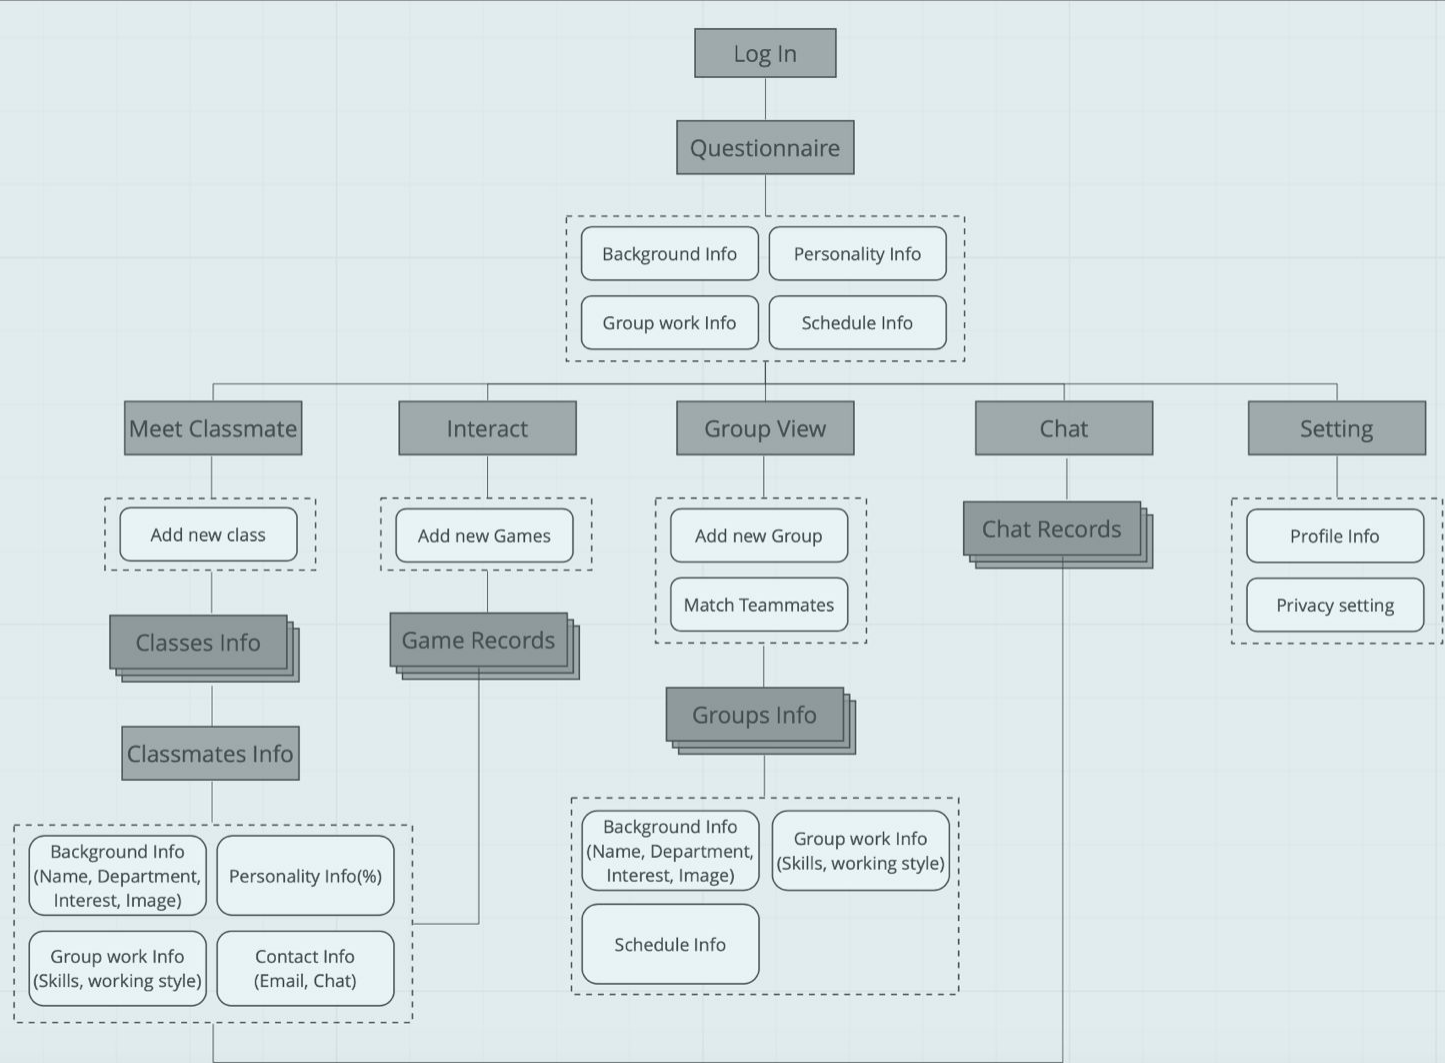 Log In
Questionnaire
Background Info
Personality Info
Group work Info
Schedule Info
Meet Classmate
Interact
Group View
Chat
Setting
Add new class
Add new Games
Add new Group
Match Teammates
Chat Records
Profile Info
Privacy setting
Classes Info
Game Records
Groups Info
Classmates Info
Background Info
(Name, Department,
Interest, Image)
Personality Info(%)
Group work Info
(Skills, working style)
Contact Info
(Email, Chat)
Background Info
(Name, Department,
Interest, Image)
Group work Info
(Skills, working style)
Schedule Info